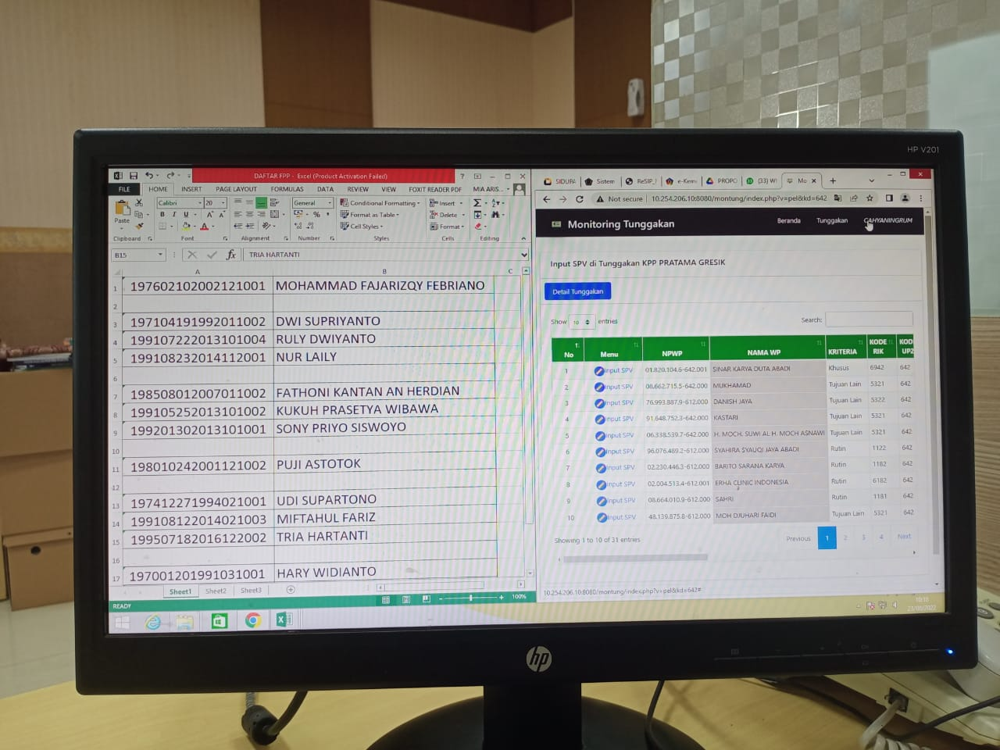 HP V201
DAFTAR FPP - Excel (Product Activation Failed)
FILE HOME INSERT PAGE LAYOUT FORMULAS DATA REVIEW VIEW FOXIT READER PDF MIA ARIS...
Paste
Calibri 20
B I U
General
Conditional Formatting
Format as Table
Cell Styles
Insert
Delete
Format
Clipboard Font Alignment Number Styles Cells Editing
B15 fx TRIA HARTANTI
A B C
1 197602102002121001 MOHAMMAD FAJARIZQY FEBRIANO
2
3 197104191992011002 DWI SUPRIYANTO
4 199107222013101004 RULY DWIYANTO
5 199108232014112001 NUR LAILY
6
7 198508012007011002 FATHONI KANTAN AN HERDIAN
8 199105252013101002 KUKUH PRASETYA WIBAWA
9 199201302013101001 SONY PRIYO SISWOYO
10
11 198010242001121002 PUJI ASTOTOK
12
13 197412271994021001 UDI SUPARTONO
14 199108122014021003 MIFTAHUL FARIZ
15 199507182016122002 TRIA HARTANTI
16
17 197001201991031001 HARY WIDIANTO
Sheet1 Sheet2 Sheet3
READY 100%
SIDUPA Sistem ReSIP_I e-Kem PROPO (33) W Mo
Not secure 10.254.206.10:8080/montung/index.php?v=pel&kd=642
Monitoring Tunggakan Beranda Tunggakan CAHYANINGRUM
Input SPV di Tunggakan KPP PRATAMA GRESIK
Detail Tunggakan
Show 10 entries Search:
No Menu NPWP NAMA WP KRITERIA KODE RIK KOD UP2
1 Input SPV 01.820.104.6-642.001 SINAR KARYA DUTA ABADI Khusus 6942 642
2 Input SPV 08.662.715.5-642.000 MUKHAMAD Tujuan Lain 5321 642
3 Input SPV 76.993.887.9-612.000 DANISH JAYA Tujuan Lain 5322 642
4 Input SPV 91.648.752.3-642.000 KASTARI Tujuan Lain 5321 642
5 Input SPV 06.338.539.7-642.000 H. MOCH. SUWI AL H. MOCH ASNAWI Tujuan Lain 5321 642
6 Input SPV 96.076.489.2-612.000 SYAHIRA SYAUQI JAYA ABADI Rutin 1122 642
7 Input SPV 02.230.446.3-612.000 BARITO SARANA KARYA Rutin 1182 642
8 Input SPV 02.004.513.4-612.001 ERHA CLINIC INDONESIA Rutin 6182 642
9 Input SPV 08.664.010.9-612.000 SAHRI Rutin 1181 642
10 Input SPV 48.139.875.8-612.000 MOH DJUHARI FAIDI Tujuan Lain 5321 642
Showing 1 to 10 of 31 entries Previous 1 2 3 4 Next
10.254.206.10:8080/montung/index.php?v=pel&kd=642#
10:18
23/05/2022
hp